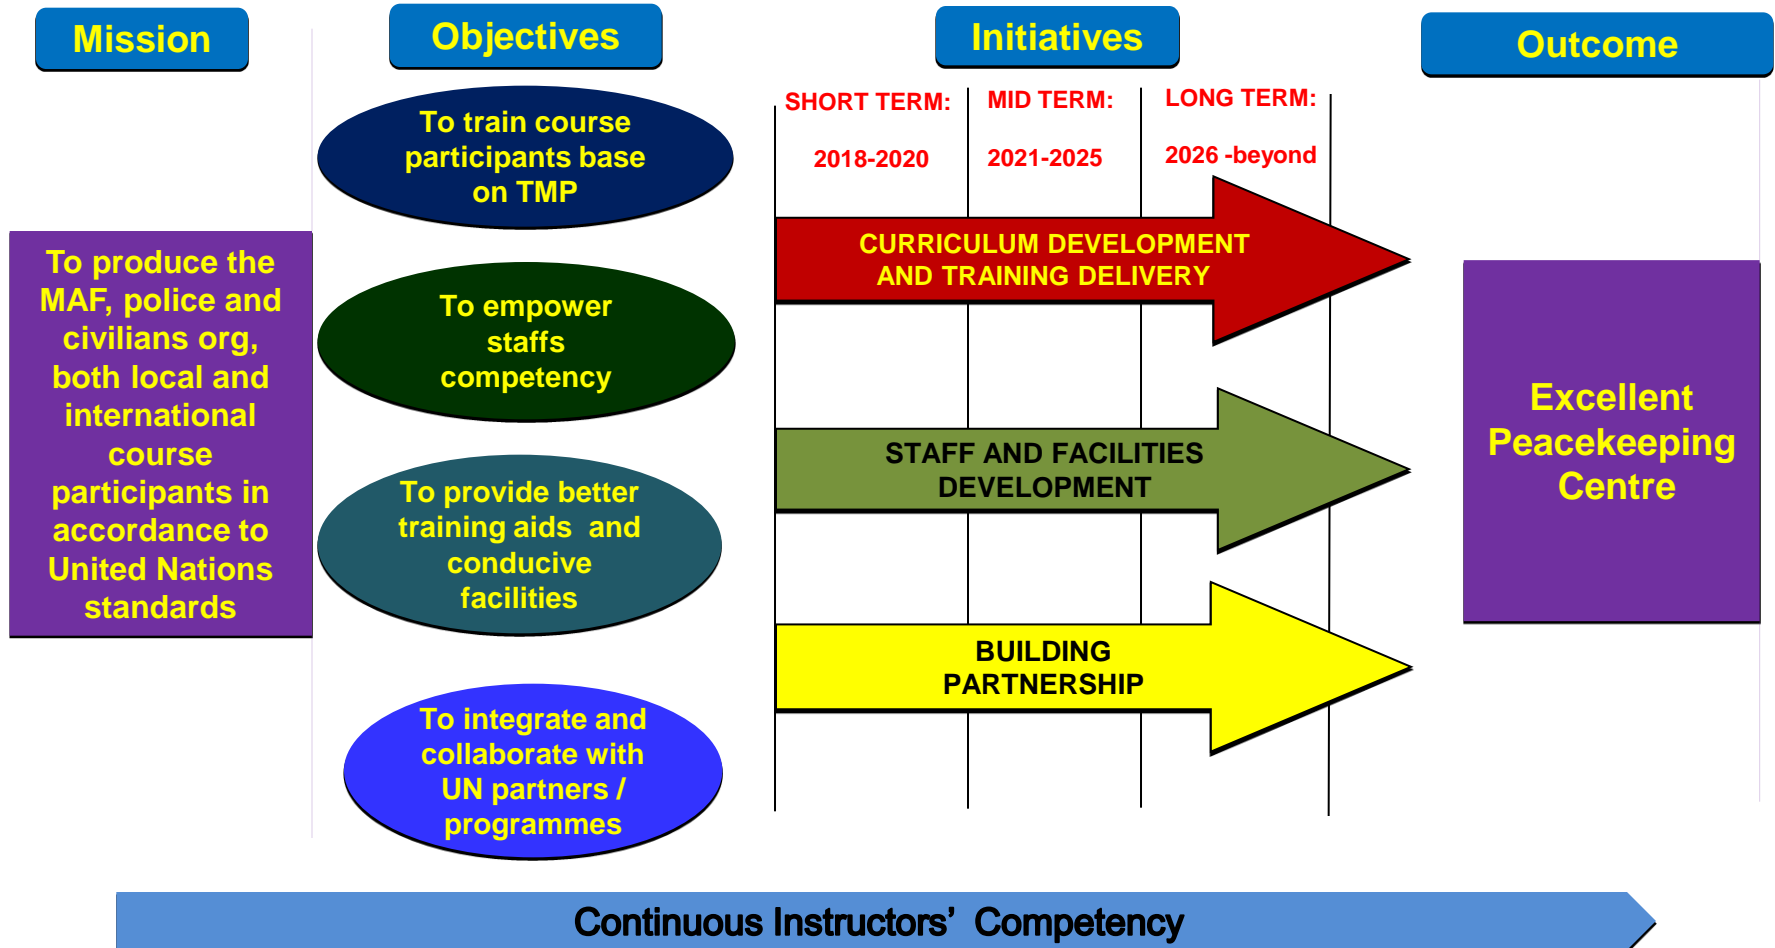 Mission
To produce the
MAF, police and
civilians org,
both local and
international
course
participants in
accordance to
United Nations
standards
Objectives
To train course
participants base
on TMP
To empower
staffs
competency
To provide better
training aids and
conducive
facilities
To integrate and
collaborate with
UN partners /
programmes
Initiatives
SHORT TERM:
2018-2020
MID TERM:
2021-2025
LONG TERM:
2026 -beyond
CURRICULUM DEVELOPMENT
AND TRAINING DELIVERY
STAFF AND FACILITIES
DEVELOPMENT
BUILDING
PARTNERSHIP
Outcome
Excellent
Peacekeeping
Centre
Continuous Instructors’ Competency